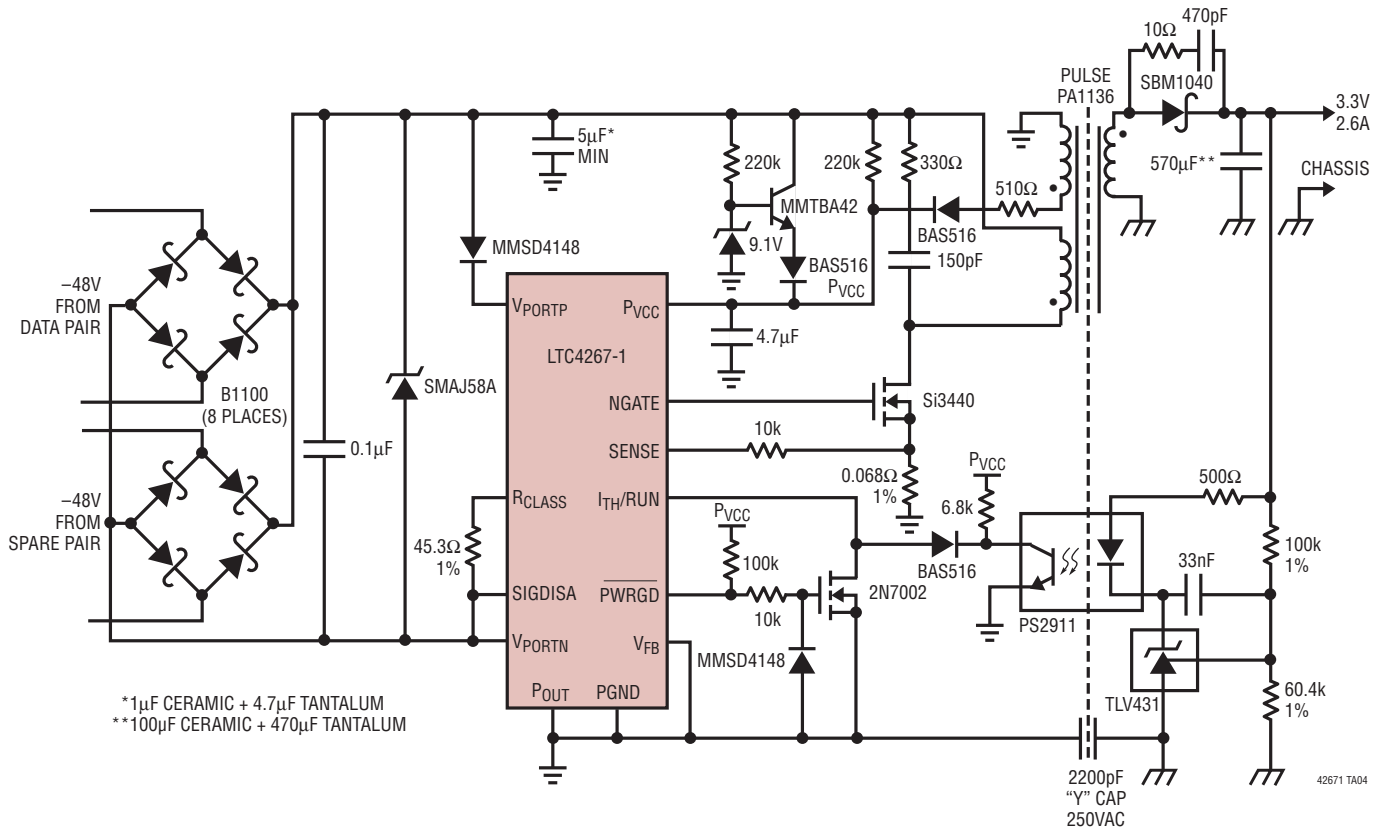 470pF
10Ω
PULSE
PA1136
SBM1040
3.3V
2.6A
5µF*
MIN
220k
220k
330Ω
510Ω
570µF**
CHASSIS
MMTBA42
BAS516
9.1V
MMSD4148
BAS516
PVCC
150pF
–48V
FROM
DATA PAIR
VPORTP
PVCC
4.7µF
LTC4267-1
B1100
(8 PLACES)
SMAJ58A
NGATE
Si3440
0.1µF
SENSE
10k
–48V
FROM
SPARE PAIR
RCLASS
ITH/RUN
0.068Ω
1%
PVCC
500Ω
6.8k
PVCC
45.3Ω
1%
100k
BAS516
100k
1%
33nF
SIGDISA
PWRGD
10k
2N7002
PS2911
VPORTN
VFB
MMSD4148
TLV431
60.4k
1%
POUT
PGND
*1µF CERAMIC + 4.7µF TANTALUM
**100µF CERAMIC + 470µF TANTALUM
2200pF
“Y” CAP
250VAC
42671 TA04